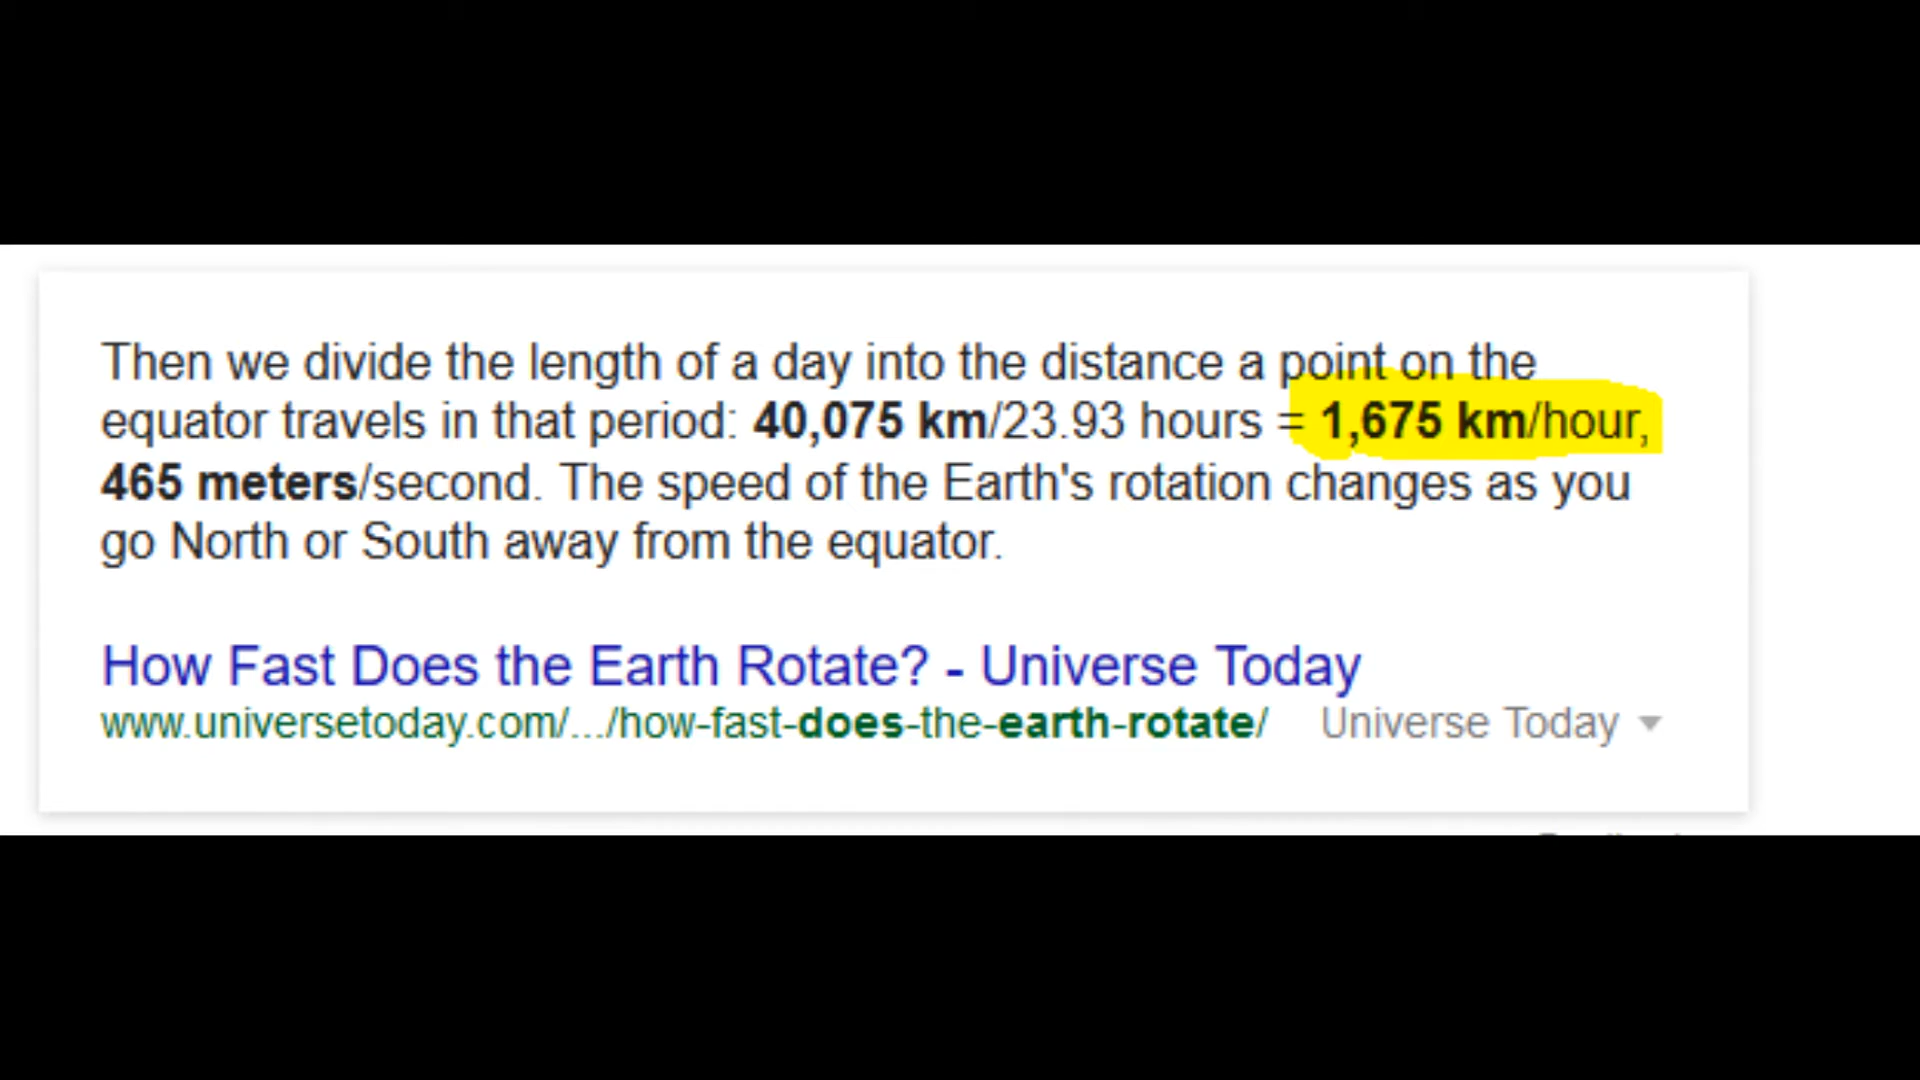 Then we divide the length of a day into the distance a point on the
equator travels in that period: 40,075 km/23.93 hours = 1,675 km/hour,
465 meters/second. The speed of the Earth's rotation changes as you
go North or South away from the equator.
How Fast Does the Earth Rotate? - Universe Today
www.universetoday.com/.../how-fast-does-the-earth-rotate/ Universe Today